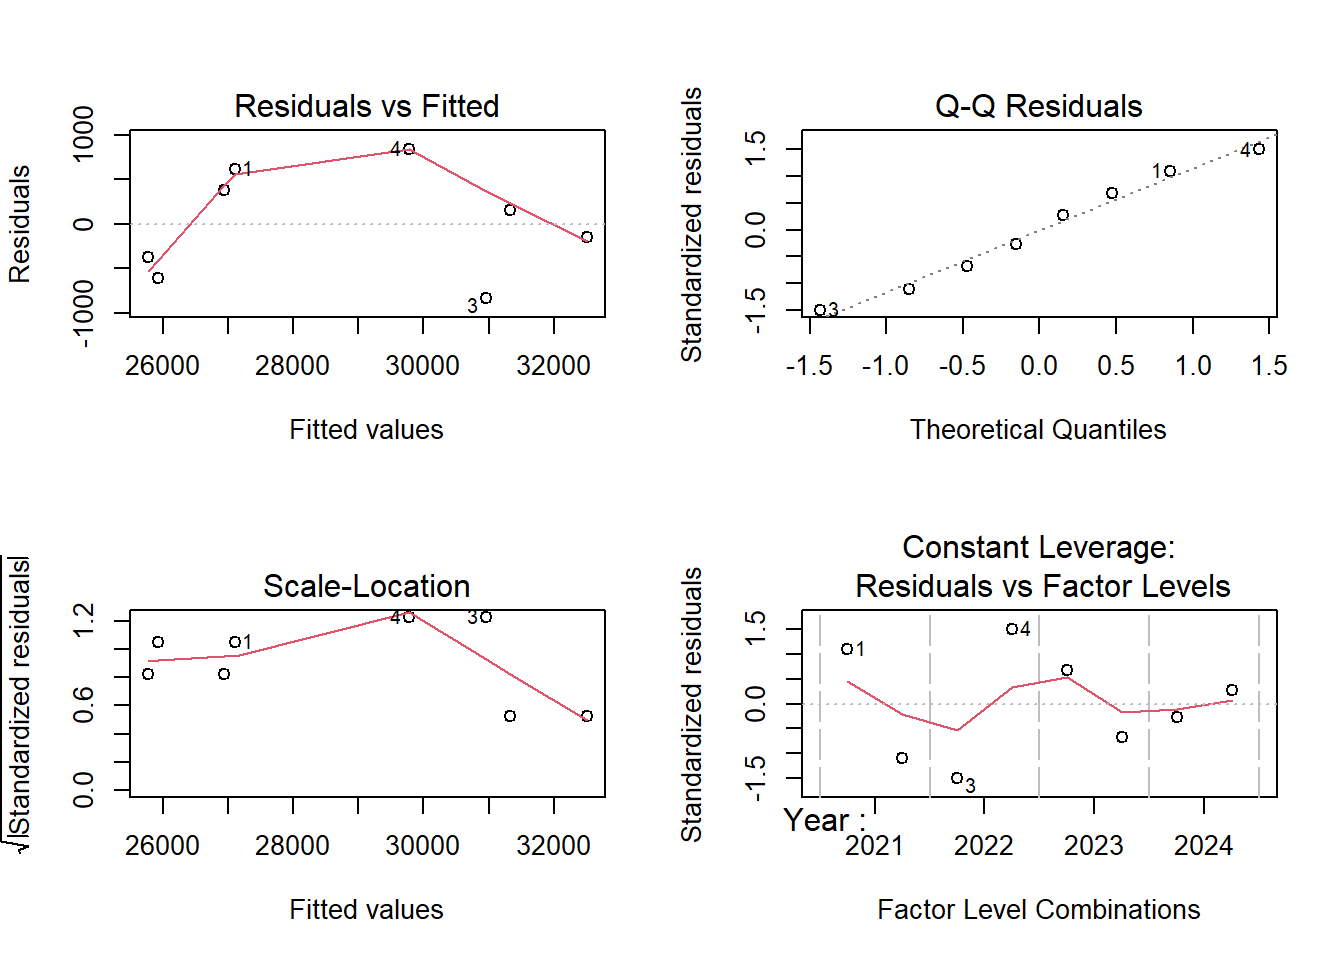 Residuals vs Fitted
Residuals
1000
0
-1000
4
1
3
26000 28000 30000 32000
Fitted values
Q-Q Residuals
Standardized residuals
1.5
0.0
-1.5
1
4
3
-1.5 -1.0 -0.5 0.0 0.5 1.0 1.5
Theoretical Quantiles
Scale-Location
√|Standardized residuals|
1.2
0.6
0.0
4
3
1
26000 28000 30000 32000
Fitted values
Constant Leverage:
Residuals vs Factor Levels
Standardized residuals
1.5
0.0
-1.5
4
1
3
Year :
2021 2022 2023 2024
Factor Level Combinations